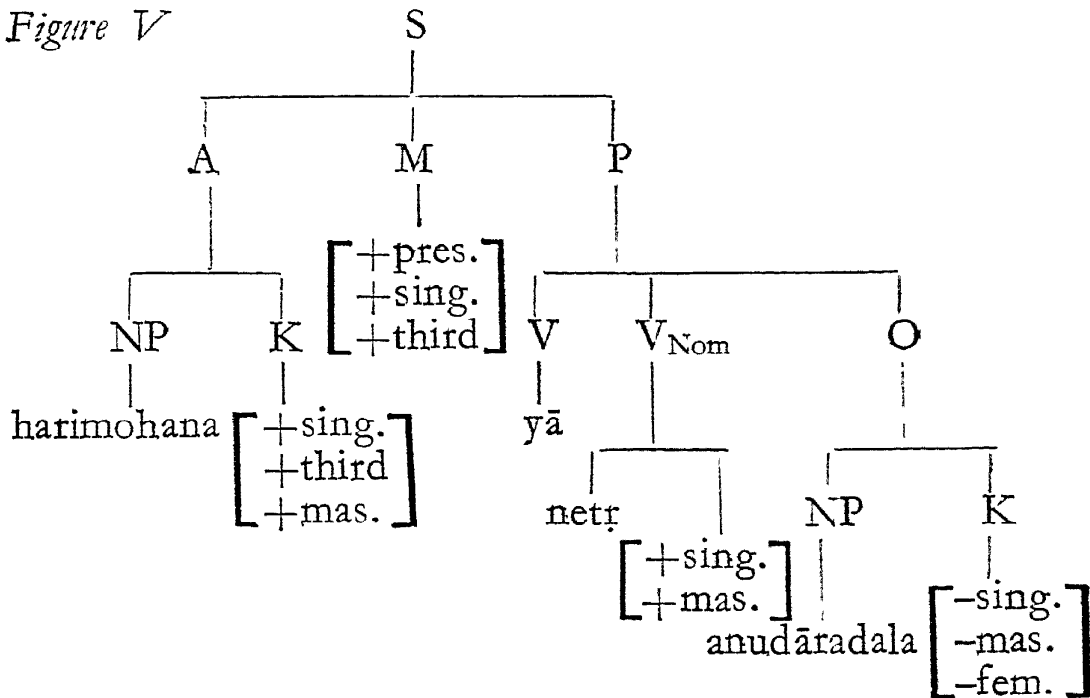 Figure V
S
A M P
+pres.
+sing.
NP K +third V V_Nom O
harimohana +sing. yā
+third
+mas.
netṛ NP K
+sing.
+mas.
anudāradala –sing.
–mas.
–fem.